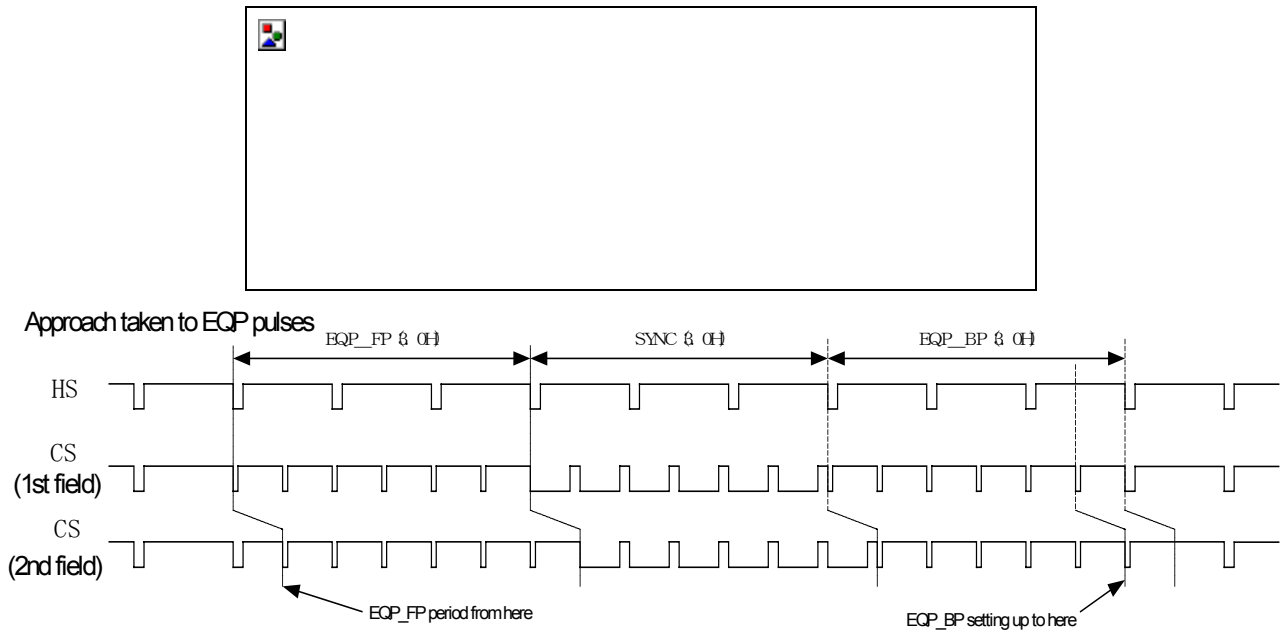 Approach taken to EQP pulses
EQP_FP (3. 0H)
SYNC (3. 0H)
EQP_BP (3. 0H)
HS
CS
(1st field)
CS
(2nd field)
EQP_FP period from here
EQP_BP setting up to here